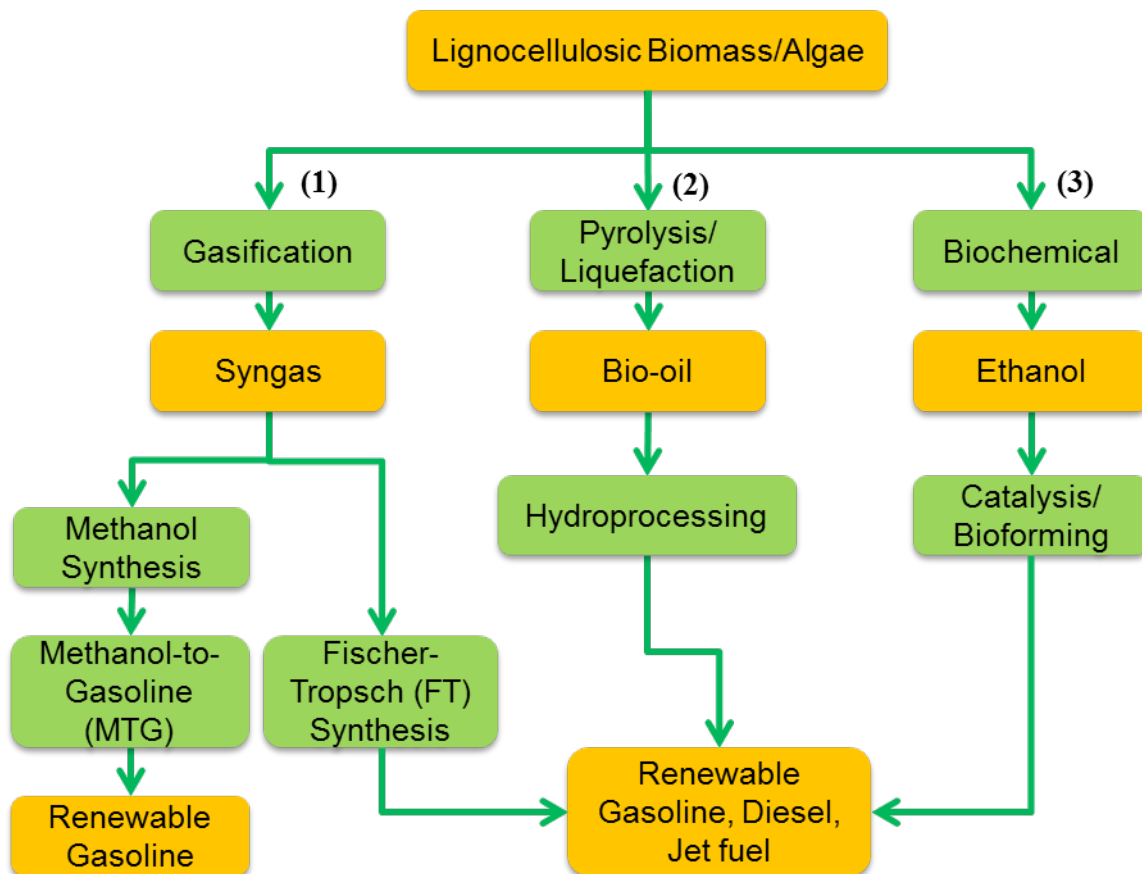 Lignocellulosic Biomass/Algae
(1)
(2)
(3)
Gasification
Pyrolysis/
Liquefaction
Biochemical
Syngas
Bio-oil
Ethanol
Methanol
Synthesis
Hydroprocessing
Catalysis/
Bioforming
Methanol-to-
Gasoline
(MTG)
Fischer-
Tropsch (FT)
Synthesis
Renewable
Gasoline
Renewable
Gasoline, Diesel,
Jet fuel